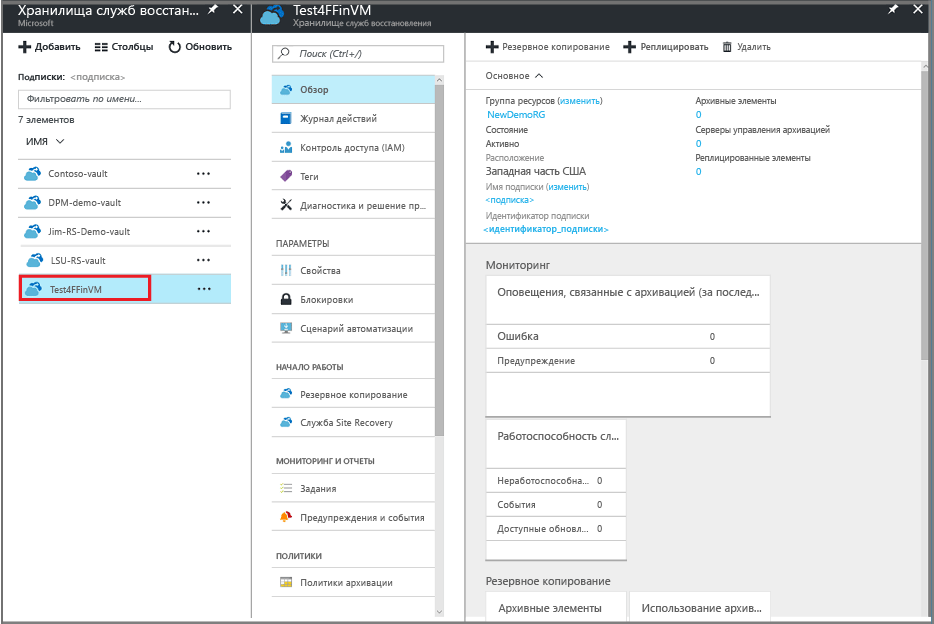 Хранилища служб восстан...
Microsoft
Добавить
Столбцы
Обновить
Подписки: <подписка>
Фильтровать по имени...
7 элементов
ИМЯ
Contoso-vault
DPM-demo-vault
Jim-RS-Demo-vault
LSU-RS-vault
Test4FFinVM
Test4FFinVM
Хранилище служб восстановления
Поиск (Ctrl+/)
Обзор
Журнал действий
Контроль доступа (IAM)
Теги
Диагностика и решение пр...
ПАРАМЕТРЫ
Свойства
Блокировки
Сценарий автоматизации
НАЧАЛО РАБОТЫ
Резервное копирование
Служба Site Recovery
МОНИТОРИНГ И ОТЧЕТЫ
Задания
Предупреждения и события
ПОЛИТИКИ
Политики архивации
Резервное копирование
Реплицировать
Удалить
Основное
Группа ресурсов (изменить)
NewDemoRG
Состояние
Активно
Расположение
Западная часть США
Имя подписки (изменить)
<подписка>
Идентификатор подписки
<идентификатор_подписки>
Архивные элементы
0
Серверы управления архивацией
0
Реплицированные элементы
0
Мониторинг
Оповещения, связанные с архивацией (за послед...
Ошибка 0
Предупреждение 0
Работоспособность сл...
Неработоспособна... 0
События 0
Доступные обновл... 0
Резервное копирование
Архивные элементы
Использование архив...